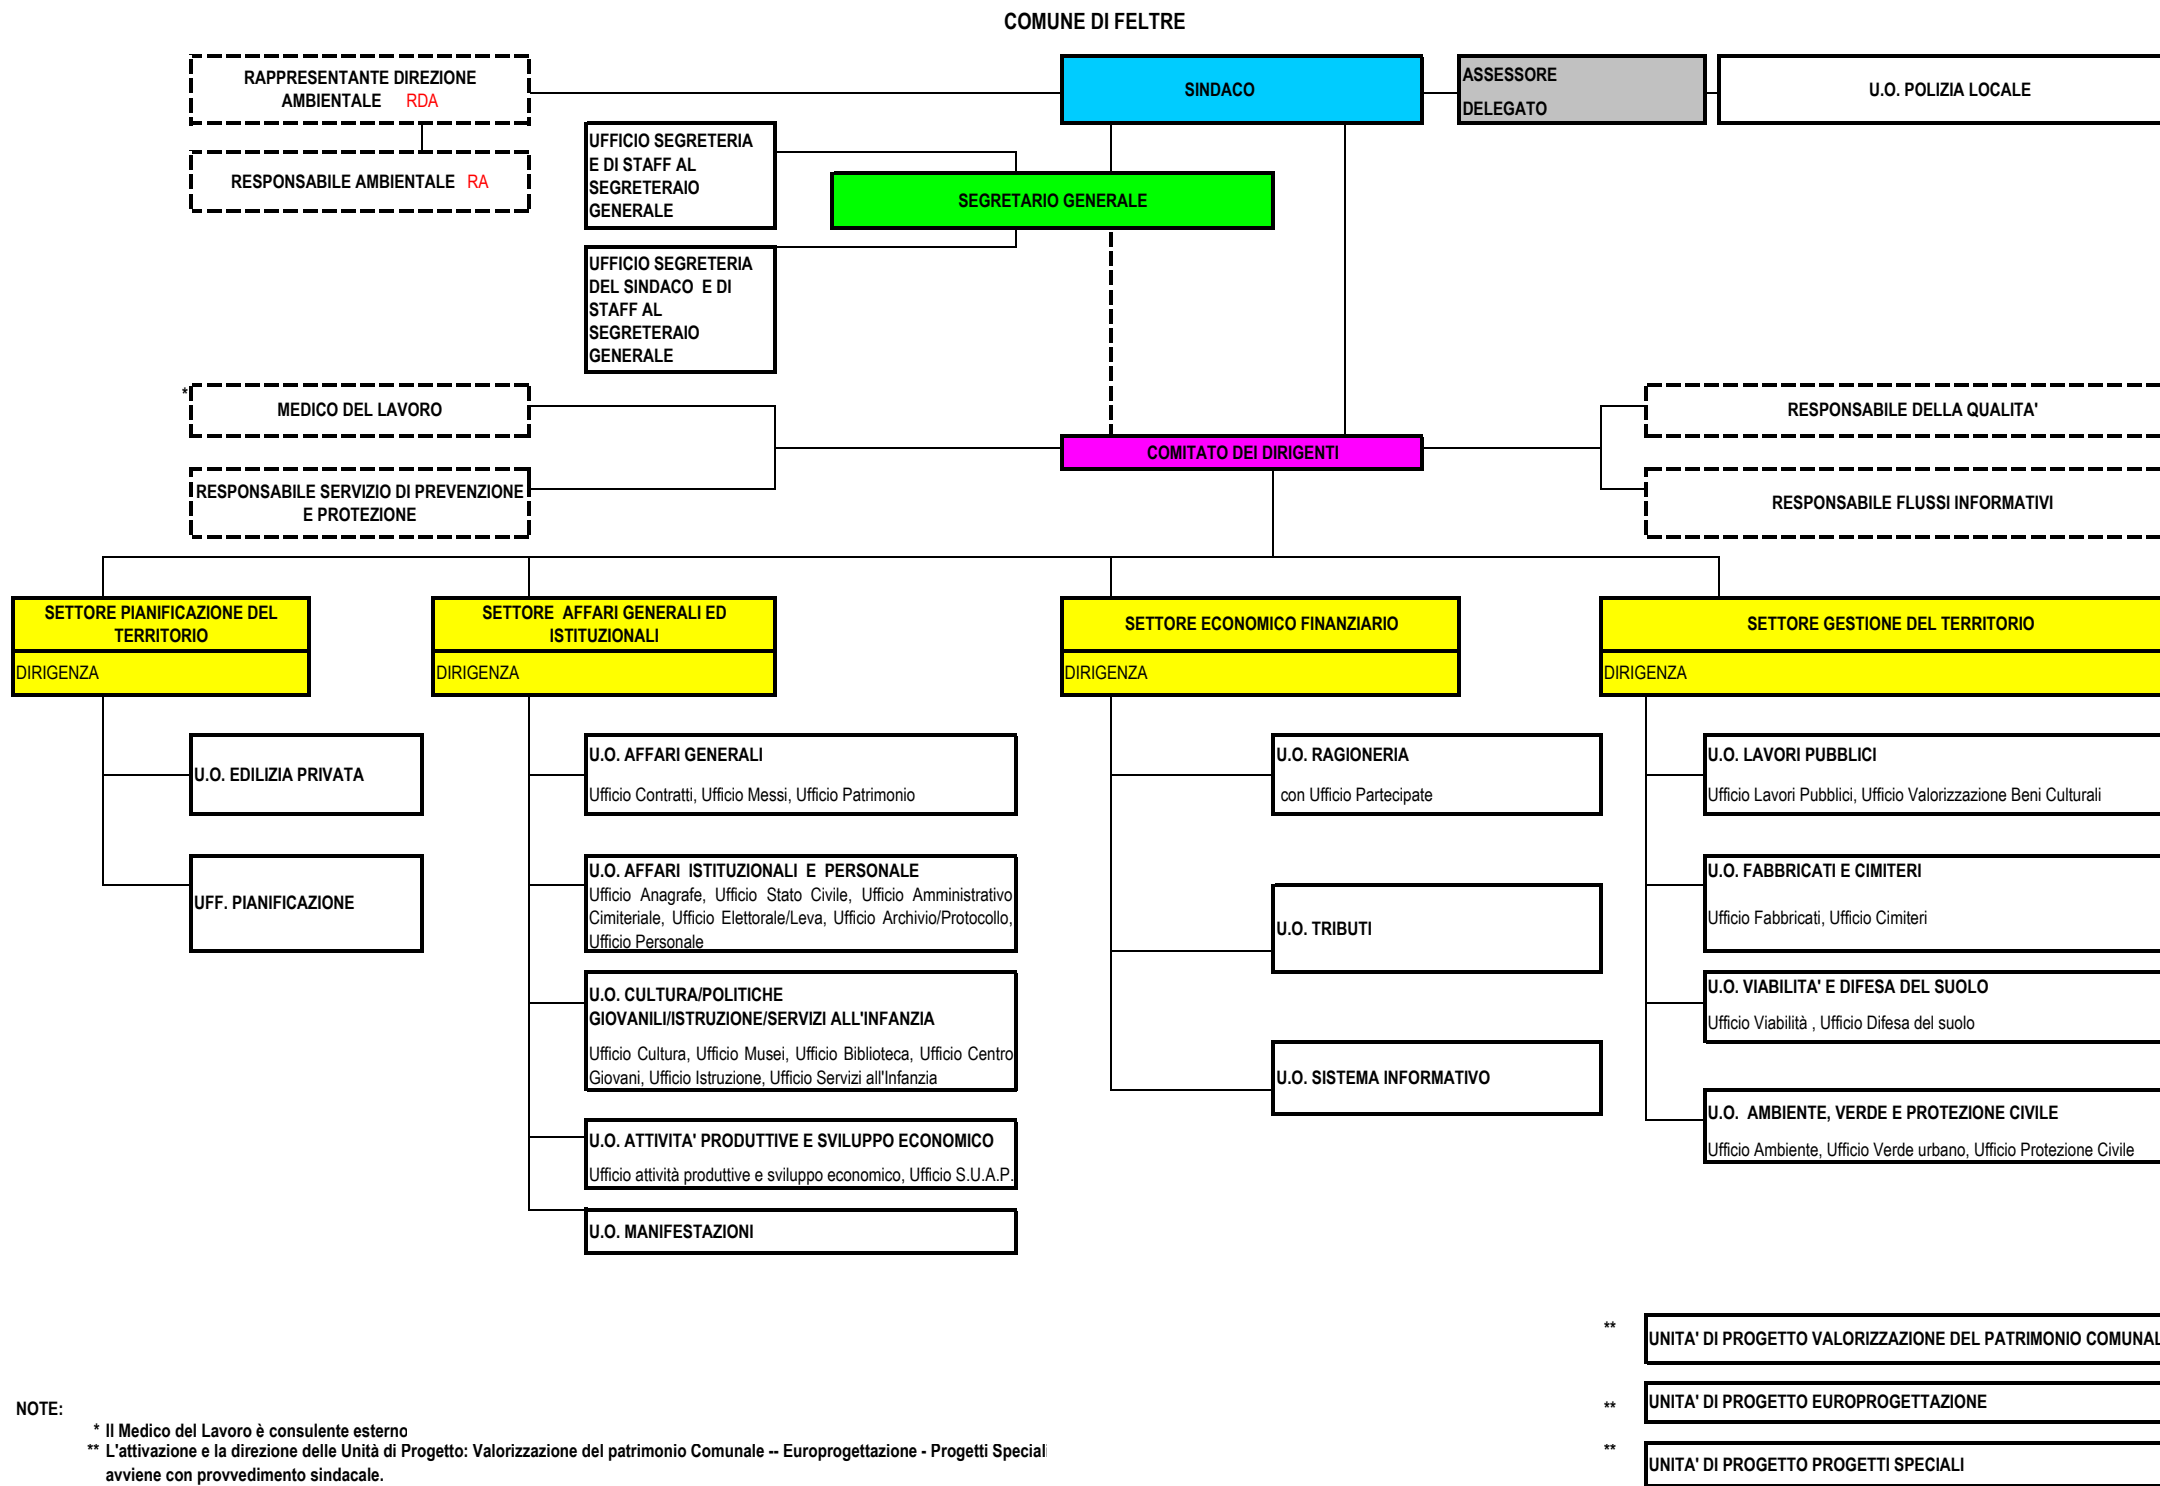 COMUNE DI FELTRE
RAPPRESENTANTE DIREZIONE
AMBIENTALE RDA
SINDACO
ASSESSORE
DELEGATO
U.O. POLIZIA LOCALE
RESPONSABILE AMBIENTALE RA
UFFICIO SEGRETERIA
E DI STAFF AL
SEGRETERAIO
GENERALE
SEGRETARIO GENERALE
UFFICIO SEGRETERIA
DEL SINDACO E DI
STAFF AL
SEGRETERAIO
GENERALE
*
MEDICO DEL LAVORO
RESPONSABILE DELLA QUALITA'
COMITATO DEI DIRIGENTI
RESPONSABILE SERVIZIO DI PREVENZIONE
E PROTEZIONE
RESPONSABILE FLUSSI INFORMATIVI
SETTORE PIANIFICAZIONE DEL
TERRITORIO
DIRIGENZA
SETTORE AFFARI GENERALI ED
ISTITUZIONALI
DIRIGENZA
SETTORE ECONOMICO FINANZIARIO
DIRIGENZA
SETTORE GESTIONE DEL TERRITORIO
DIRIGENZA
U.O. EDILIZIA PRIVATA
UFF. PIANIFICAZIONE
U.O. AFFARI GENERALI
Ufficio Contratti, Ufficio Messi, Ufficio Patrimonio
U.O. AFFARI ISTITUZIONALI E PERSONALE
Ufficio Anagrafe, Ufficio Stato Civile, Ufficio Amministrativo
Cimiteriale, Ufficio Elettorale/Leva, Ufficio Archivio/Protocollo,
Ufficio Personale
U.O. CULTURA/POLITICHE
GIOVANILI/ISTRUZIONE/SERVIZI ALL'INFANZIA
Ufficio Cultura, Ufficio Musei, Ufficio Biblioteca, Ufficio Centro
Giovani, Ufficio Istruzione, Ufficio Servizi all'Infanzia
U.O. ATTIVITA' PRODUTTIVE E SVILUPPO ECONOMICO
Ufficio attività produttive e sviluppo economico, Ufficio S.U.A.P.
U.O. MANIFESTAZIONI
U.O. RAGIONERIA
con Ufficio Partecipate
U.O. TRIBUTI
U.O. SISTEMA INFORMATIVO
U.O. LAVORI PUBBLICI
Ufficio Lavori Pubblici, Ufficio Valorizzazione Beni Culturali
U.O. FABBRICATI E CIMITERI
Ufficio Fabbricati, Ufficio Cimiteri
U.O. VIABILITA' E DIFESA DEL SUOLO
Ufficio Viabilità , Ufficio Difesa del suolo
U.O. AMBIENTE, VERDE E PROTEZIONE CIVILE
Ufficio Ambiente, Ufficio Verde urbano, Ufficio Protezione Civile
** UNITA' DI PROGETTO VALORIZZAZIONE DEL PATRIMONIO COMUNAL
** UNITA' DI PROGETTO EUROPROGETTAZIONE
** UNITA' DI PROGETTO PROGETTI SPECIALI
NOTE:
* Il Medico del Lavoro è consulente esterno
** L'attivazione e la direzione delle Unità di Progetto: Valorizzazione del patrimonio Comunale -- Europrogettazione - Progetti Speciali
avviene con provvedimento sindacale.